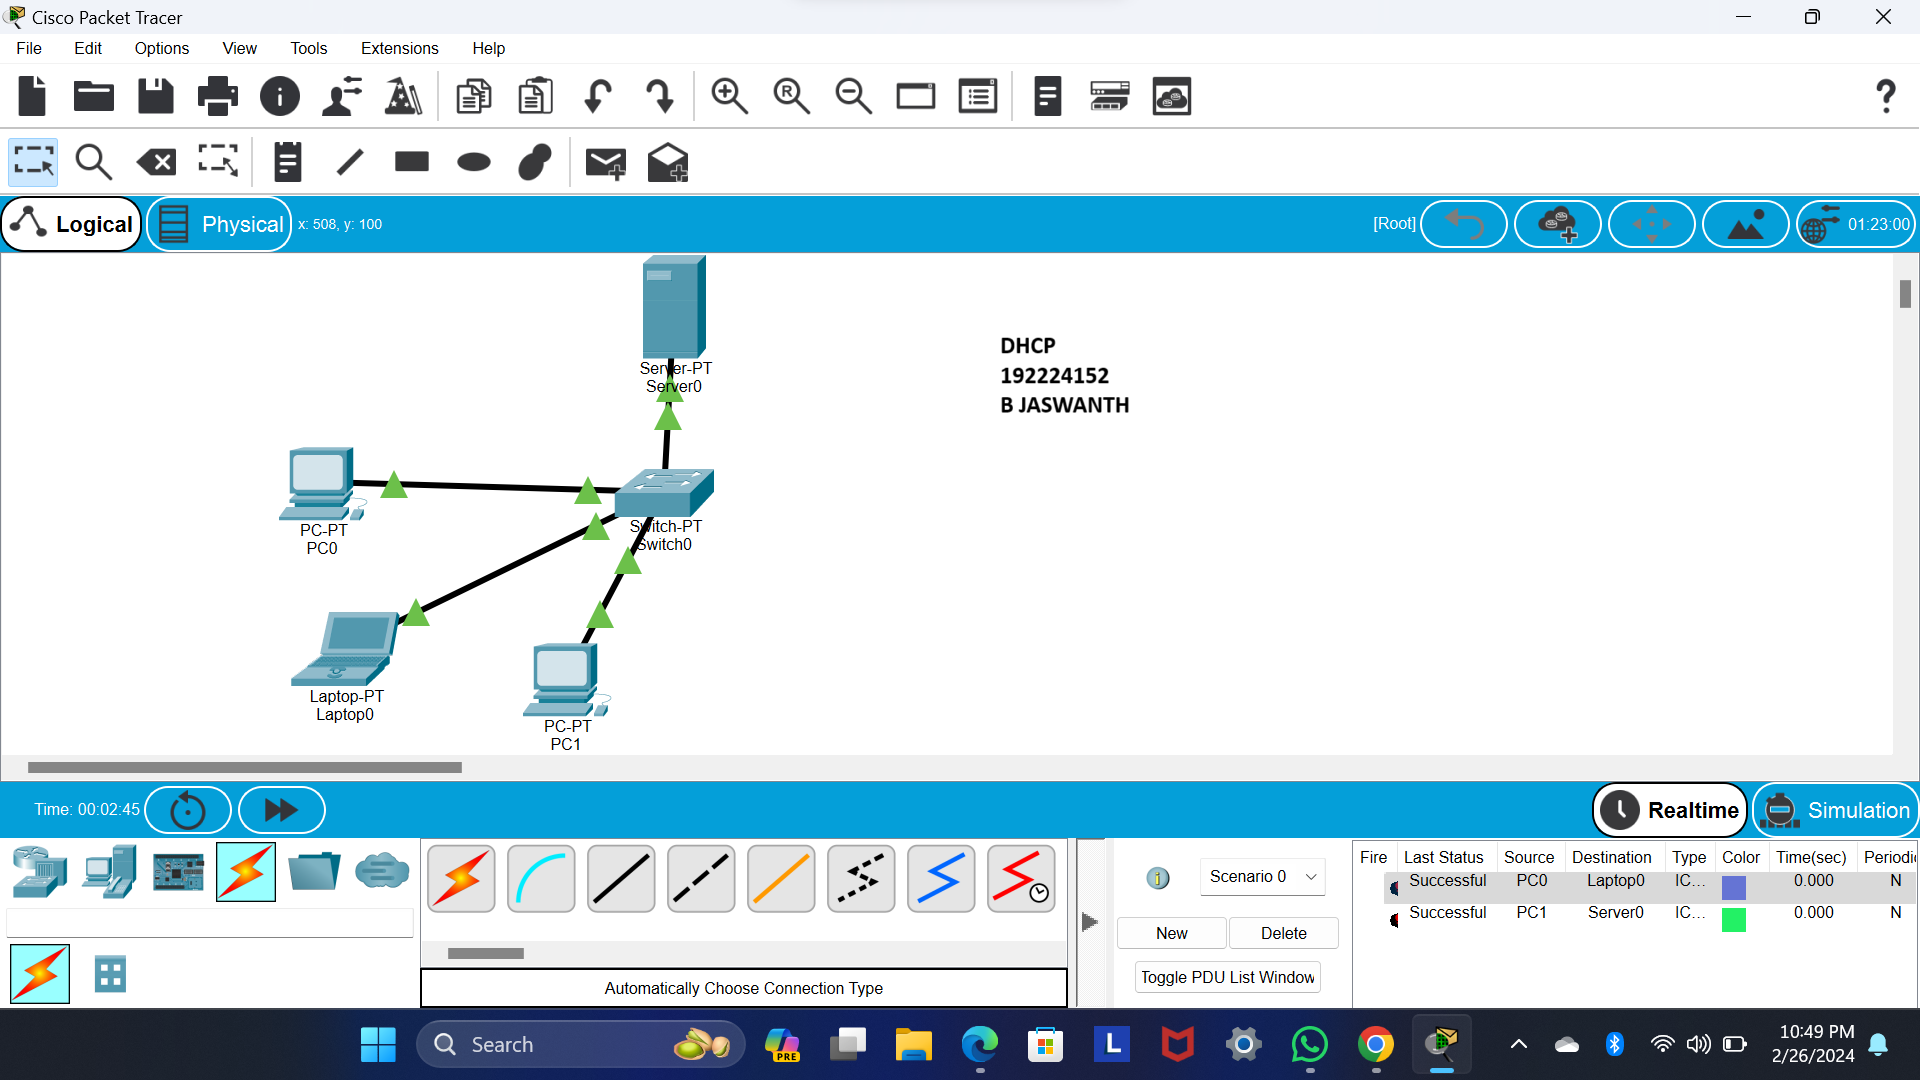 Cisco Packet Tracer
File Edit Options View Tools Extensions Help
Logical Physical x: 508, y: 100 [Root] 01:23:00
Server-PT
Server0
DHCP
192224152
B JASWANTH
PC-PT
PC0
Switch-PT
Switch0
Laptop-PT
Laptop0
PC-PT
PC1
Time: 00:02:45 Realtime Simulation
Scenario 0
New Delete
Toggle PDU List Window
Fire Last Status Source Destination Type Color Time(sec) Periodic
Successful PC0 Laptop0 IC... 0.000 N
Successful PC1 Server0 IC... 0.000 N
Automatically Choose Connection Type
Search PRE L 10:49 PM
2/26/2024